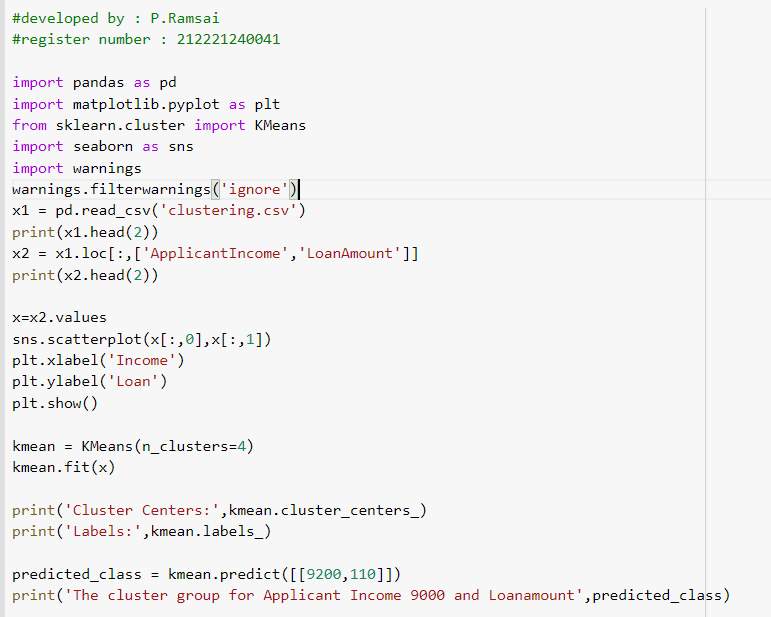 #developed by : P.Ramsai
#register number : 212221240041
import pandas as pd
import matplotlib.pyplot as plt
from sklearn.cluster import KMeans
import seaborn as sns
import warnings
warnings.filterwarnings('ignore')
x1 = pd.read_csv('clustering.csv')
print(x1.head(2))
x2 = x1.loc[:,['ApplicantIncome','LoanAmount']]
print(x2.head(2))
x=x2.values
sns.scatterplot(x[:,0],x[:,1])
plt.xlabel('Income')
plt.ylabel('Loan')
plt.show()
kmean = KMeans(n_clusters=4)
kmean.fit(x)
print('Cluster Centers:',kmean.cluster_centers_)
print('Labels:',kmean.labels_)
predicted_class = kmean.predict([[9200,110]])
print('The cluster group for Applicant Income 9000 and Loanamount',predicted_class)